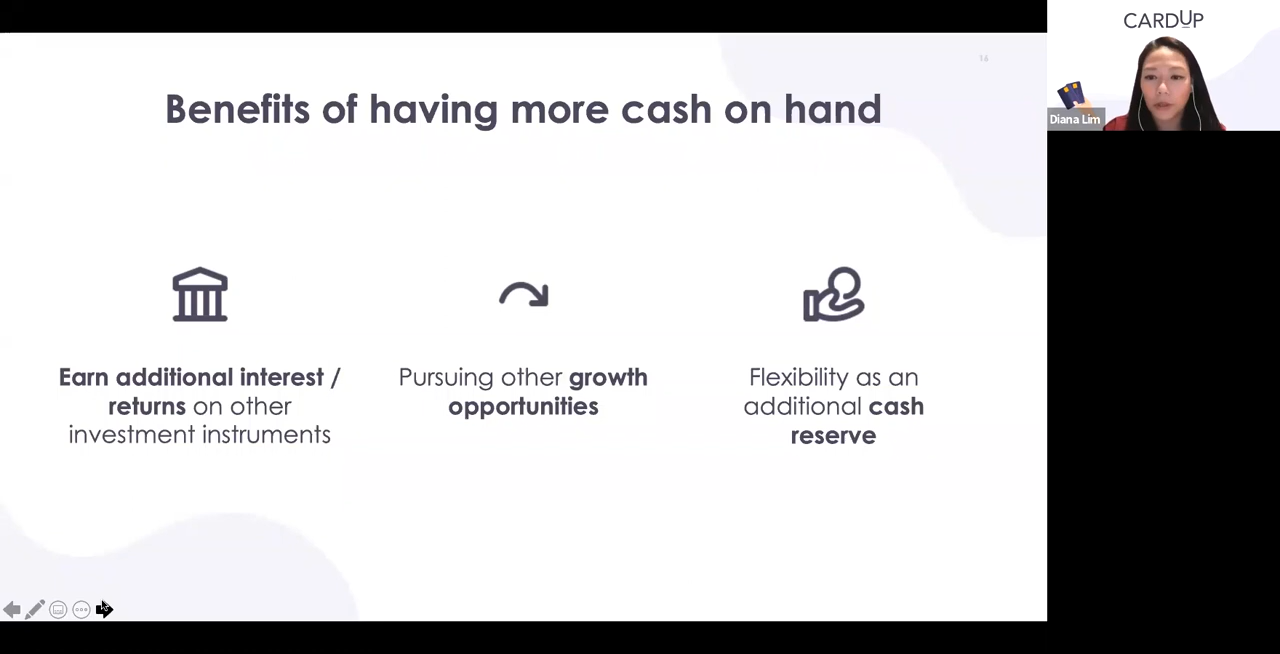 CARDUP
Diana Lim
16
Benefits of having more cash on hand
Earn additional interest /
returns on other
investment instruments
Pursuing other growth
opportunities
Flexibility as an
additional cash
reserve